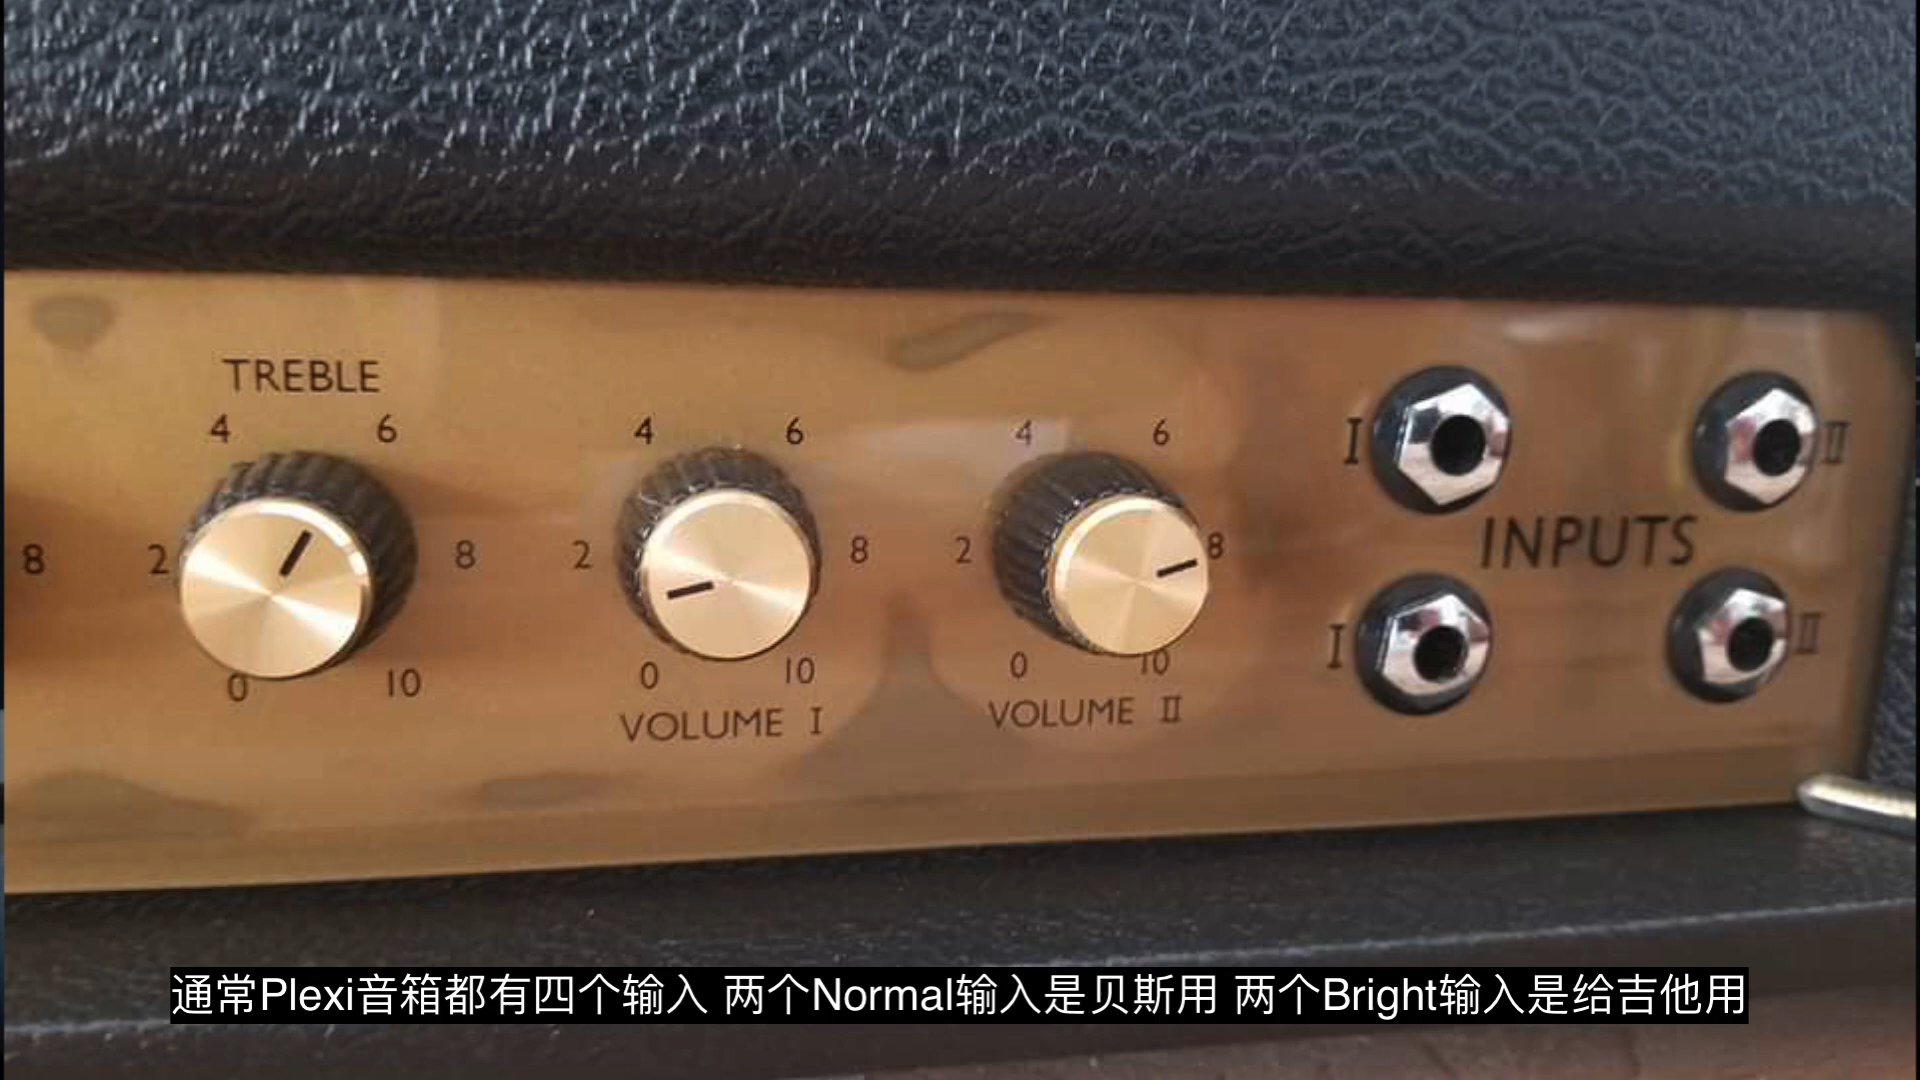 TREBLE
4 6 4 6 4 6
I II
8 2 8 2 8 2 8
INPUTS
0 10 0 10 0 10
I II
VOLUME I VOLUME II
通常Plexi音箱都有四个输入 两个Normal输入是贝斯用 两个Bright输入是给吉他用